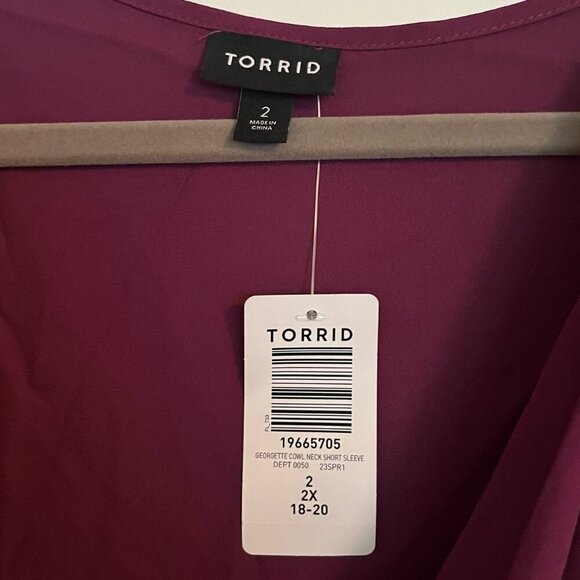 TORRID
2
MADE IN
CHINA
TORRID
FL_733
19665705
GEORGETTE COWL NECK SHORT SLEEVE
DEPT 0050 23SPR1
2
2X
18-20